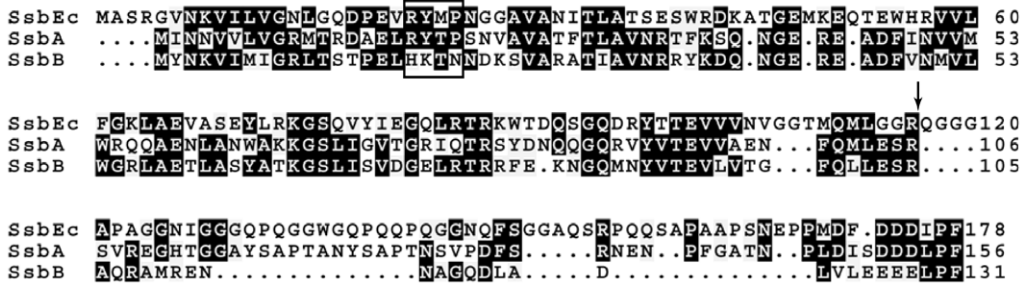 SsbEc MASRGVNKVILVGNLGQDPEVRYMPNGGAVANITLATSESWRDKATGEMKEQTEWHRVVL 60
SsbA ....MINNVVLVGRMTRDAELRYTPSNVAVATFTLAVNRTFKSQ.NGE.RE.ADFINVVM 53
SsbB ....MYNKVIMIGRLTSTPELHKTNNDKSVARATIAVNRRYKDQ.NGE.RE.ADFVNMVL 53
SsbEc FGKLAEVASEYLRKGSQVYIEGQLRTRKWTDQSGQDRYTTEVVVNVGGTMQMLGGRQGGG120
SsbA WRQQAENLANWAKKGSLIGVTGRIQTRSYDNQQGQRVYVTEVVAEN...FQMLESR....106
SsbB WGRLAETLASYATKGSLISVDGELRTRRFE.KNGQMNYVTEVLVTG...FQLLESR....105
SsbEc APAGGNIGGGQPQGGWGQPQQPQGGNQFSGGAQSRPQQSAPAAPSNEPPMDF.DDDIPF178
SsbA SVREGHTGGAYSAPTANYSAPTNSVPDFS.....RNEN..PFGATN..PLDISDDDLPF156
SsbB AQRAMREN..............NAGQDLA.....D..............LVLEEEELPF131